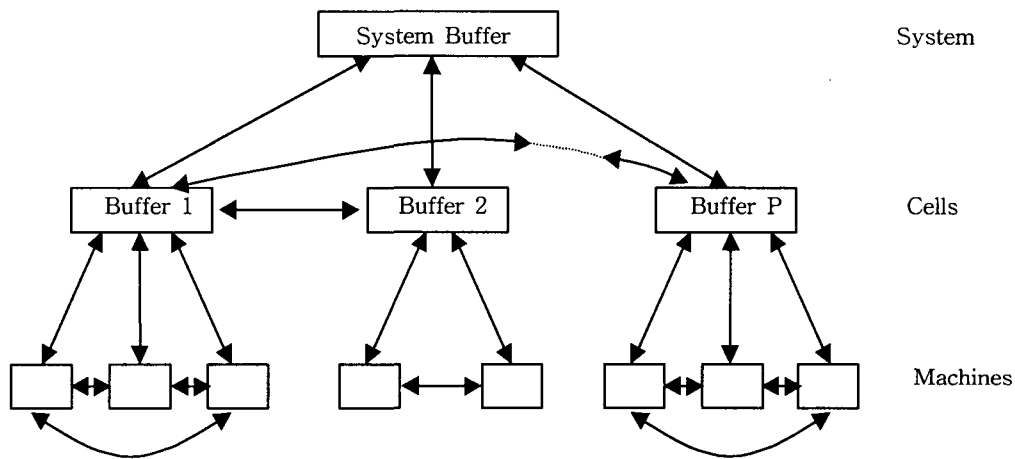 System Buffer
System
Buffer 1
Buffer 2
Buffer P
Cells
Machines